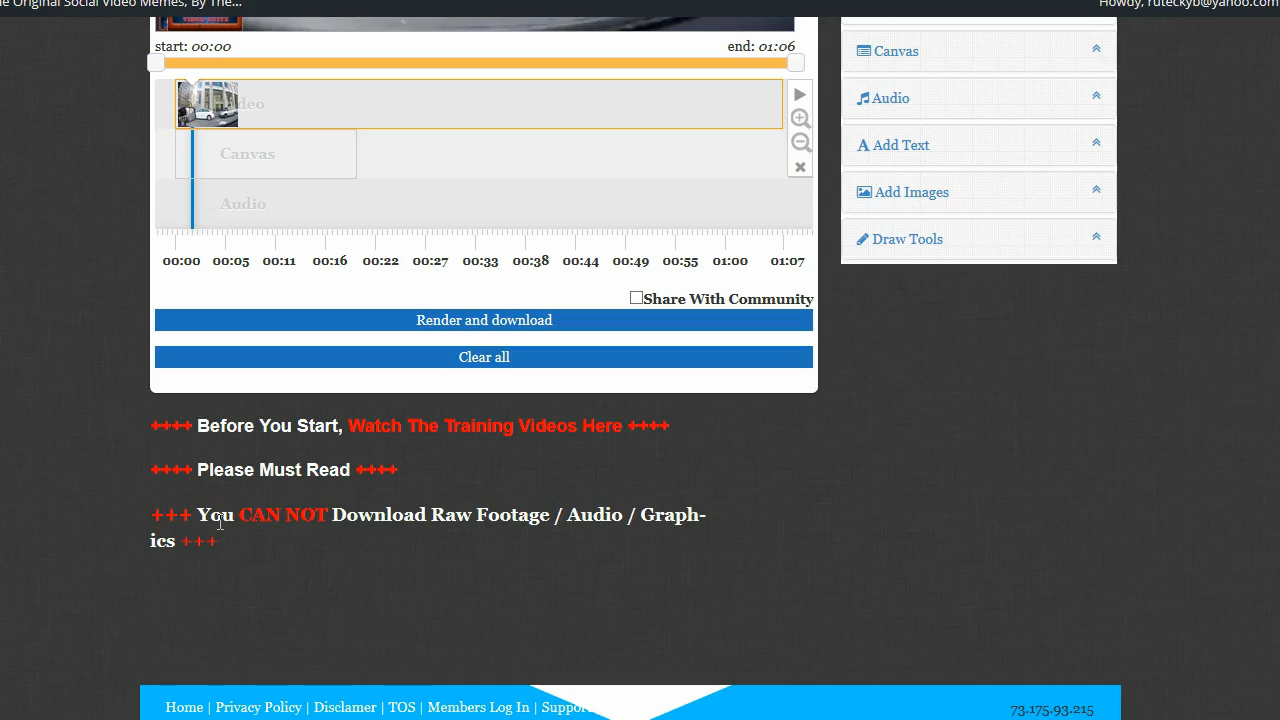 e Original Social Video Memes, By The...
Howdy, ruteckyb@yahoo.com
VIDEO SUITE
start: 00:00
end: 01:06
Canvas
Audio
Add Text
Add Images
Draw Tools
deo
Canvas
Audio
00:00 00:05 00:11 00:16 00:22 00:27 00:33 00:38 00:44 00:49 00:55 01:00 01:07
Share With Community
Render and download
Clear all
++++ Before You Start, Watch The Training Videos Here ++++
++++ Please Must Read ++++
+++ You CAN NOT Download Raw Footage / Audio / Graph-
ics +++
Home | Privacy Policy | Disclamer | TOS | Members Log In | Suppor
73.175.93.215